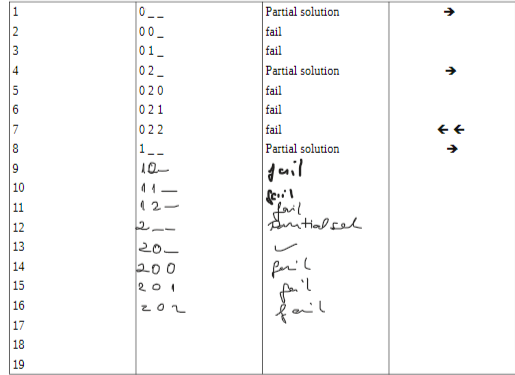 1 0 _ _ Partial solution →
2 0 0 _ fail
3 0 1 _ fail
4 0 2 _ Partial solution →
5 0 2 0 fail
6 0 2 1 fail
7 0 2 2 fail ← ←
8 1 _ _ Partial solution →
9 1 0 _ fail
10 1 1 _ fail
11 1 2 _ fail
12 2 _ _ Partial sol
13 2 0 _ ✓
14 2 0 0 fail
15 2 0 1 fail
16 2 0 2 fail
17
18
19